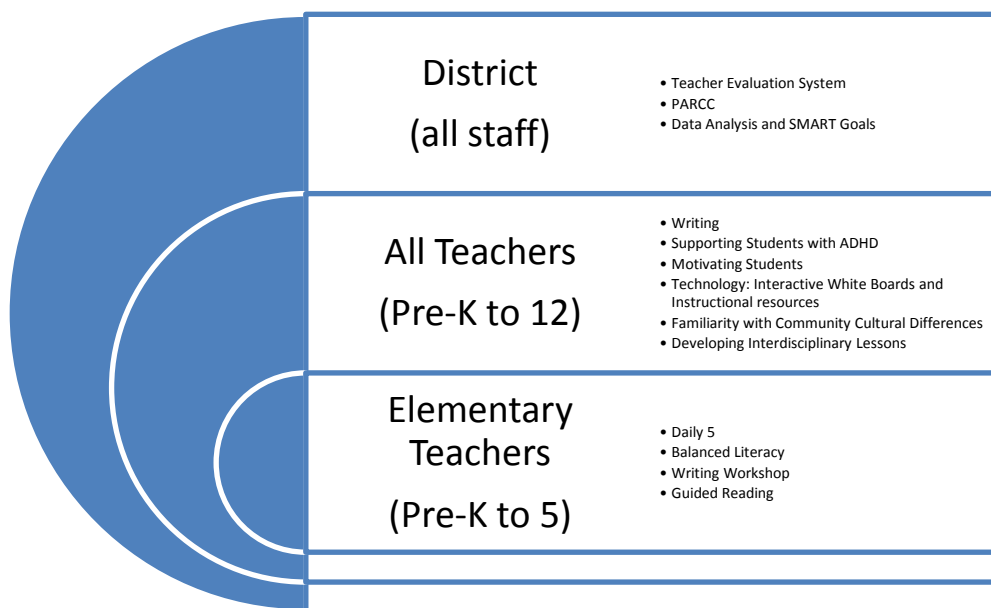 District
(all staff)
• Teacher Evaluation System
• PARCC
• Data Analysis and SMART Goals
All Teachers
(Pre-K to 12)
• Writing
• Supporting Students with ADHD
• Motivating Students
• Technology: Interactive White Boards and
Instructional resources
• Familiarity with Community Cultural Differences
• Developing Interdisciplinary Lessons
Elementary
Teachers
(Pre-K to 5)
• Daily 5
• Balanced Literacy
• Writing Workshop
• Guided Reading